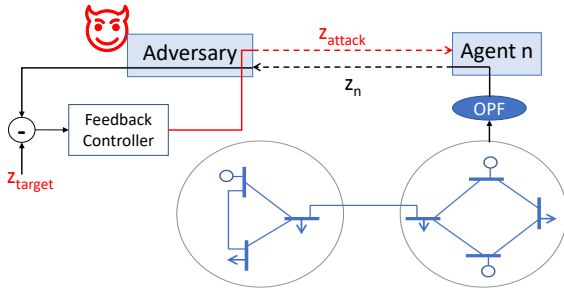 Adversary
z_attack
Agent n
z_n
OPF
-
Feedback
Controller
z_target